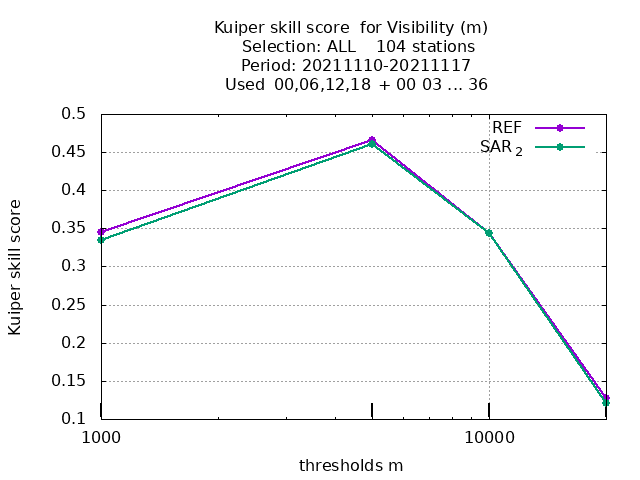 Kuiper skill score  for Visibility (m)
Selection: ALL    104 stations
Period: 20211110-20211117
Used  00,06,12,18  + 00 03 ... 36
REF
SAR 2
0.5
0.45
0.4
0.35
0.3
0.25
0.2
0.15
0.1
Kuiper skill score
1000
10000
thresholds m